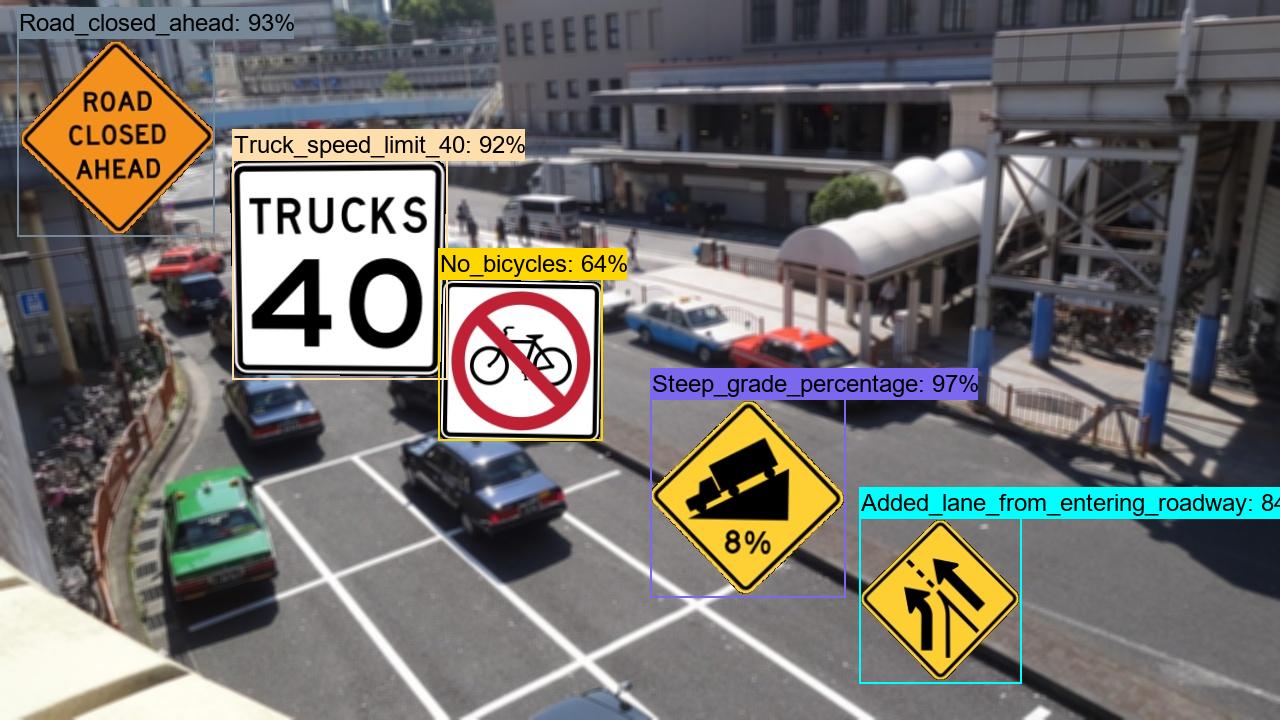 Road_closed_ahead: 93%
ROAD
CLOSED
AHEAD
Truck_speed_limit_40: 92%
TRUCKS
40
No_bicycles: 64%
Steep_grade_percentage: 97%
8%
Added_lane_from_entering_roadway: 84